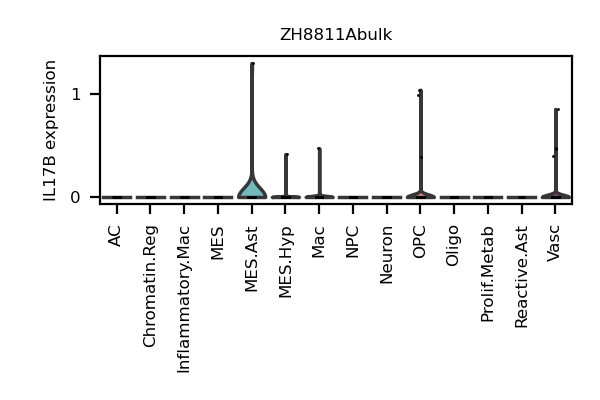 ZH8811Abulk
IL17B expression
1
0
AC
Chromatin.Reg
Inflammatory.Mac
MES
MES.Ast
MES.Hyp
Mac
NPC
Neuron
OPC
Oligo
Prolif.Metab
Reactive.Ast
Vasc